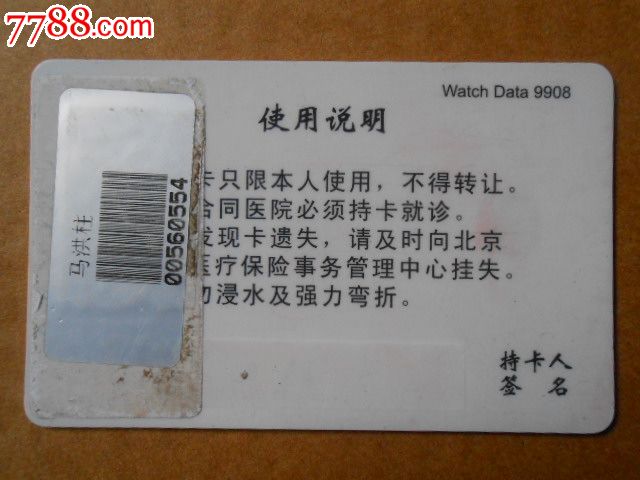 7788.com
Watch Data 9908
使用说明
卡只限本人使用，不得转让。
合同医院必须持卡就诊。
发现卡遗失，请及时向北京
医疗保险事务管理中心挂失。
勿浸水及强力弯折。
马洪柱
00560554
持卡人
签 名